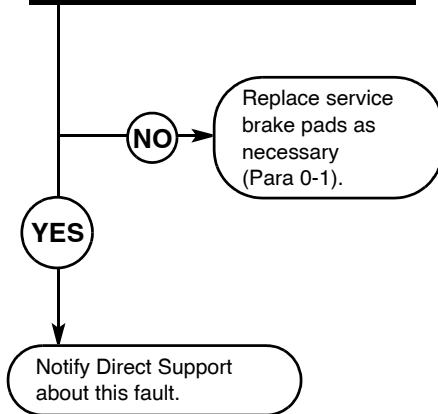 NO
Replace service
brake pads as
necessary
(Para 0-1).
YES
Notify Direct Support
about this fault.